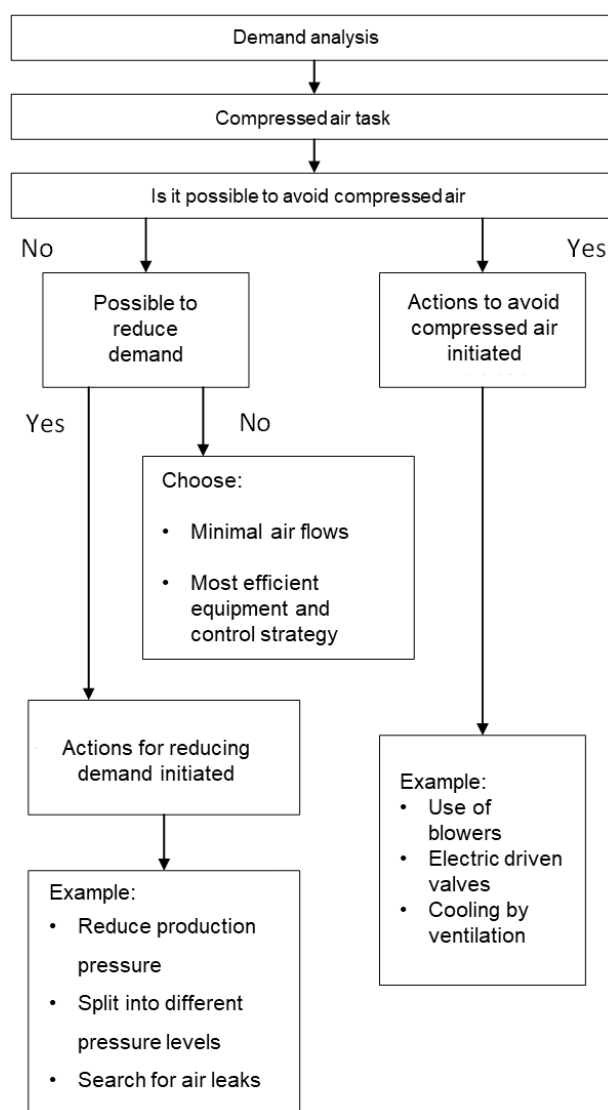 Demand analysis
Compressed air task
Is it possible to avoid compressed air
No
Yes
Possible to
reduce
demand
Actions to avoid
compressed air
initiated
Yes
No
Choose:
• Minimal air flows
• Most efficient
equipment and
control strategy
Actions for reducing
demand initiated
Example:
• Use of
blowers
• Electric driven
valves
• Cooling by
ventilation
Example:
• Reduce production
pressure
• Split into different
pressure levels
• Search for air leaks